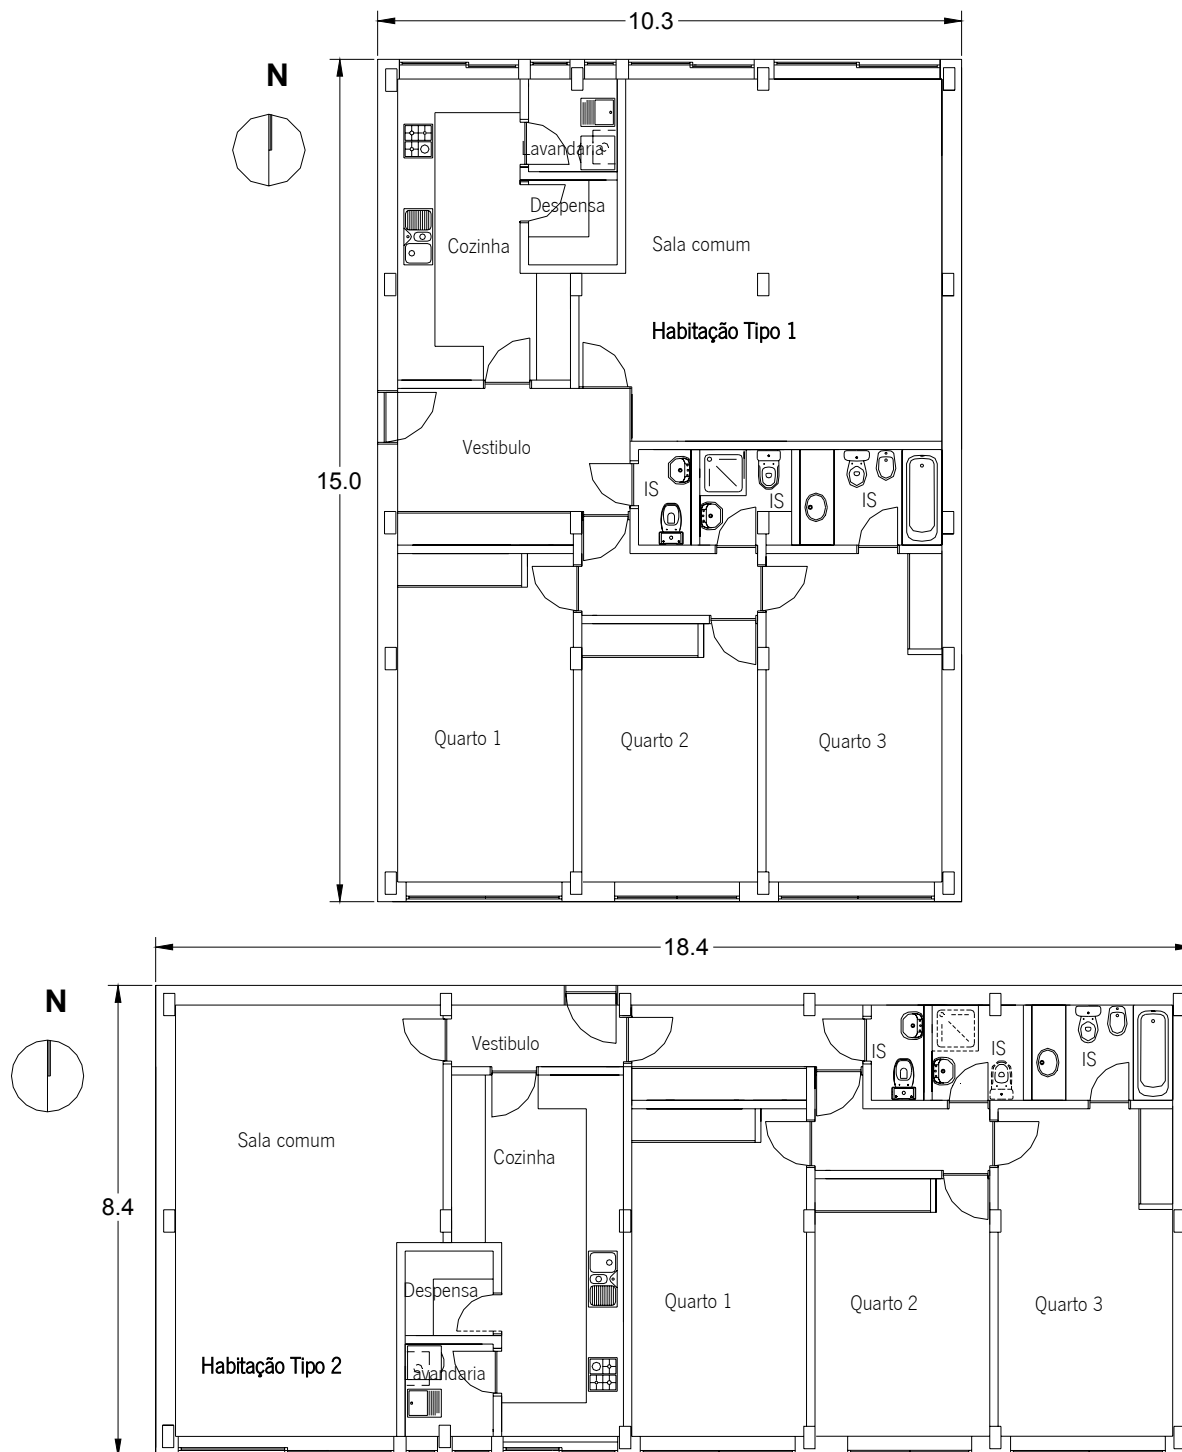 10.3
N
Lavandaria
Despensa
Cozinha
Sala comum
Habitação Tipo 1
Vestibulo
15.0
IS
IS
IS
Quarto 1
Quarto 2
Quarto 3
18.4
N
Vestibulo
IS
IS
IS
Sala comum
Cozinha
8.4
Despensa
Quarto 1
Quarto 2
Quarto 3
Habitação Tipo 2
Lavandaria